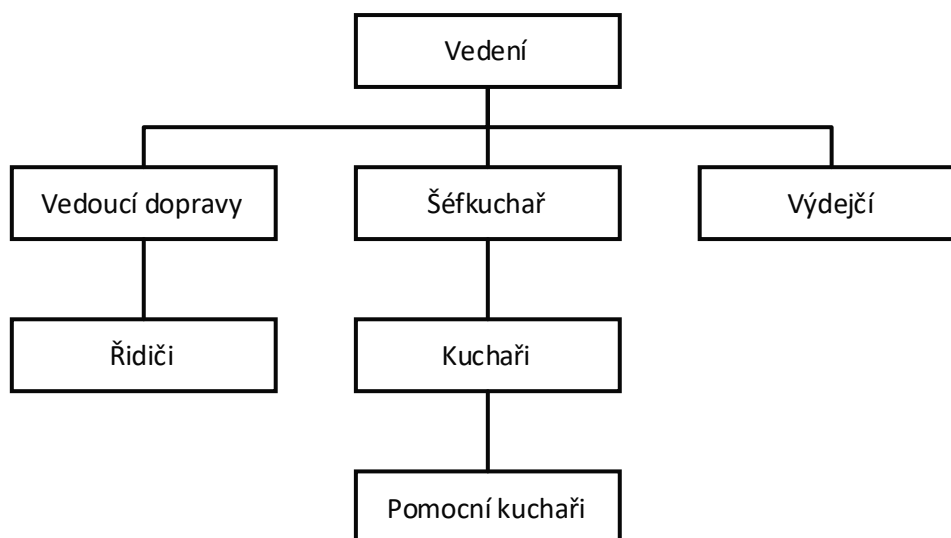 Vedení
Vedoucí dopravy
Šéfkuchař
Výdejčí
Řidiči
Kuchaři
Pomocní kuchaři